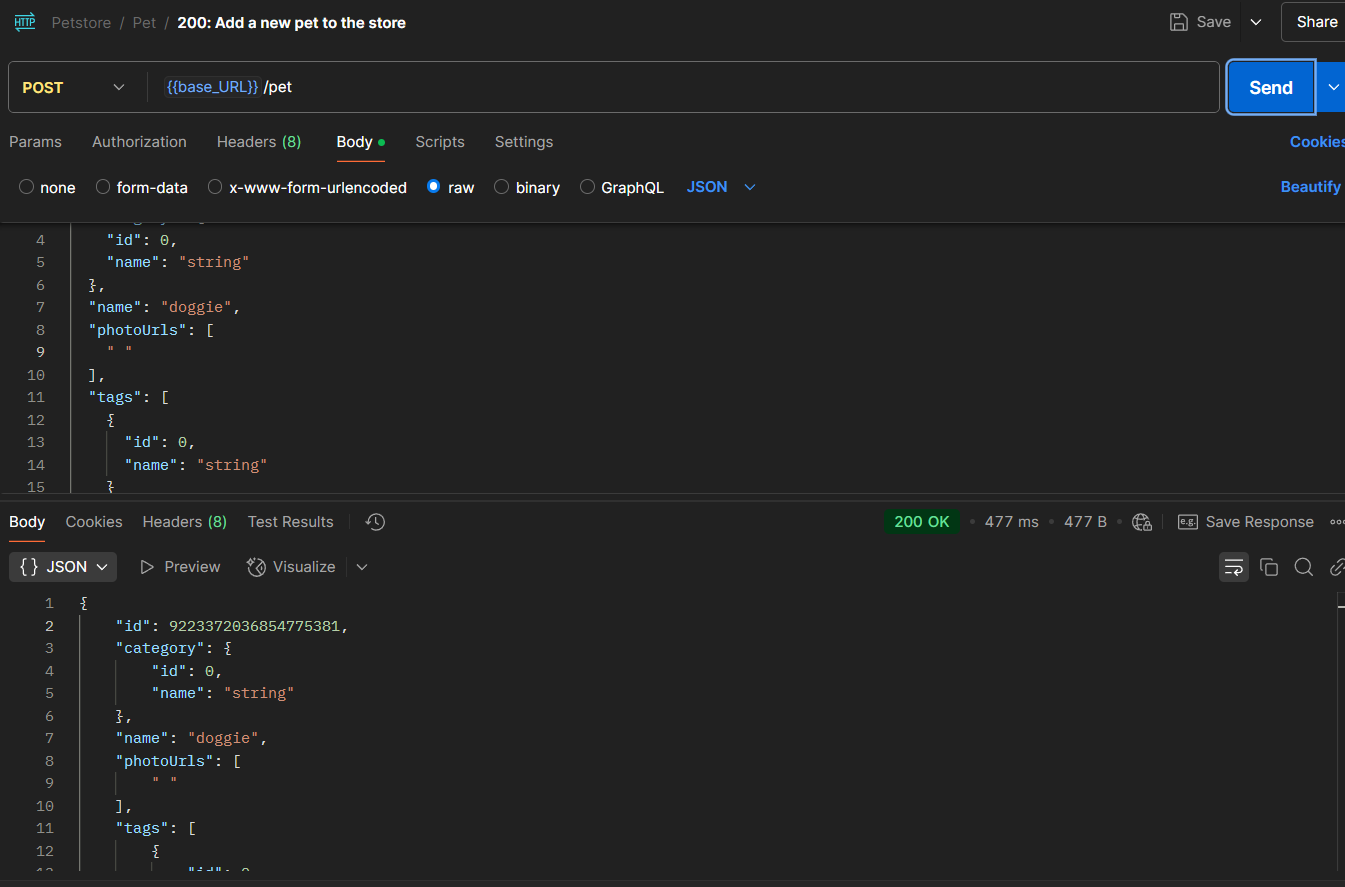 HTTP Petstore / Pet / 200: Add a new pet to the store Save Share
POST {{base_URL}} /pet Send
Params Authorization Headers (8) Body Scripts Settings Cookies
none form-data x-www-form-urlencoded raw binary GraphQL JSON Beautify
4 "id": 0,
5 "name": "string"
6 },
7 "name": "doggie",
8 "photoUrls": [
9 " "
10 ],
11 "tags": [
12 {
13 "id": 0,
14 "name": "string"
15 }
Body Cookies Headers (8) Test Results 200 OK • 477 ms • 477 B • e.g. Save Response
{} JSON Preview Visualize
1 {
2 "id": 9223372036854775381,
3 "category": {
4 "id": 0,
5 "name": "string"
6 },
7 "name": "doggie",
8 "photoUrls": [
9 " "
10 ],
11 "tags": [
12 {